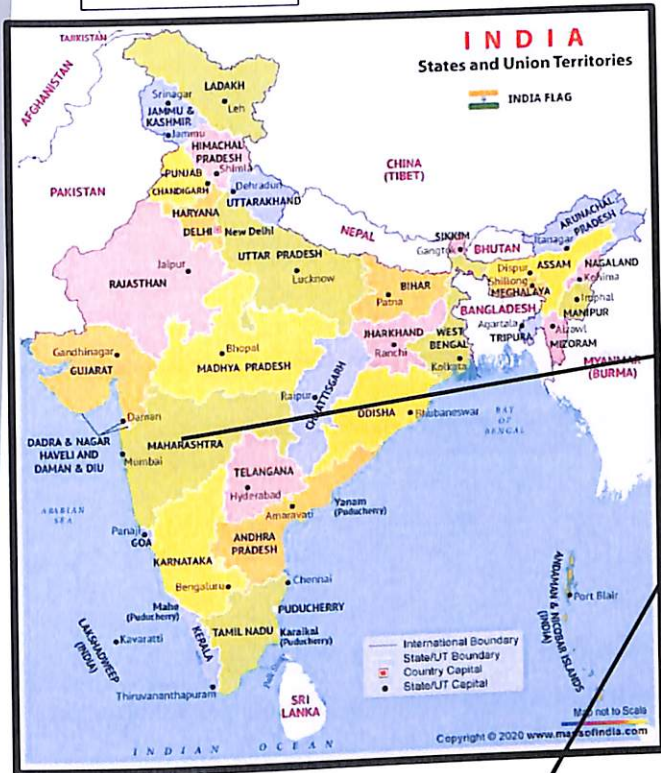 INDIA
States and Union Territories
INDIA FLAG
TAJIKISTAN
AFGHANISTAN
PAKISTAN
CHINA
(TIBET)
LADAKH
Leh
Srinagar
JAMMU &
KASHMIR
Jammu
HIMACHAL
PRADESH
Shimla
PUNJAB
CHANDIGARH
Dehradun
UTTARAKHAND
HARYANA
DELHI
New Delhi
NEPAL
SIKKIM
Gangtok
BHUTAN
ARUNACHAL
PRADESH
Itanagar
Jaipur
RAJASTHAN
UTTAR PRADESH
Lucknow
BIHAR
Patna
Dispur
ASSAM
NAGALAND
Kohima
Shillong
MEGHALAYA
Imphal
MANIPUR
BANGLADESH
Agartala
TRIPURA
Aizawl
MIZORAM
MYANMAR
(BURMA)
Gandhinagar
GUJARAT
Bhopal
MADHYA PRADESH
JHARKHAND
Ranchi
WEST
BENGAL
Kolkata
Raipur
CHHATTISGARH
ODISHA
Bhubaneswar
BAY
OF
BENGAL
Daman
DADRA & NAGAR
HAVELI AND
DAMAN & DIU
MAHARASHTRA
Mumbai
TELANGANA
Hyderabad
ARABIAN
SEA
Yanam
(Puducherry)
Amaravati
ANDHRA
PRADESH
Panaji
GOA
KARNATAKA
Bengaluru
Chennai
Mahe
(Puducherry)
PUDUCHERRY
KERALA
TAMIL NADU
Karaikal
(Puducherry)
LAKSHADWEEP
(INDIA)
Kavaratti
Thiruvananthapuram
SRI
LANKA
ANDAMAN & NICOBAR ISLANDS
(INDIA)
Port Blair
International Boundary
State/UT Boundary
Country Capital
State/UT Capital
Map not to Scale
Copyright © 2020 www.mapsofindia.com
INDIAN OCEAN